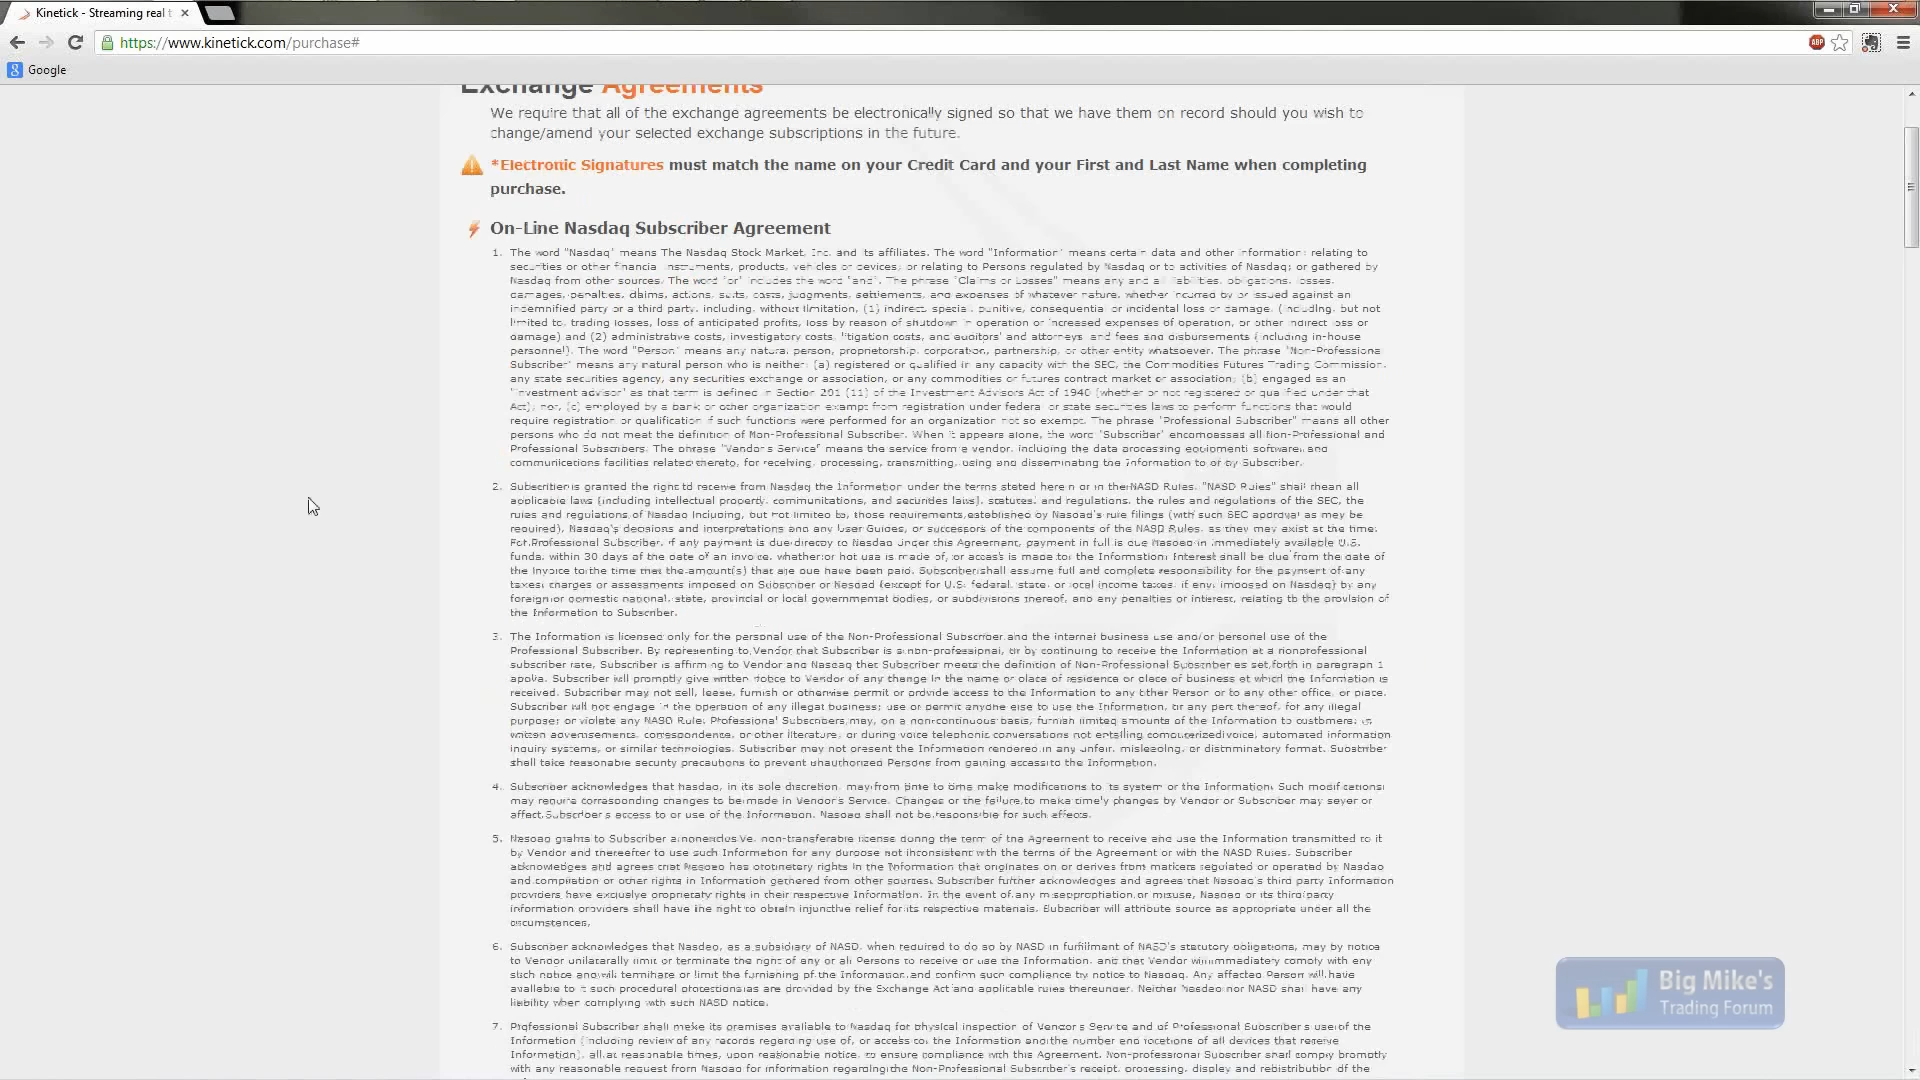 Kinetick - Streaming real t
https://www.kinetick.com/purchase#
Google
Exchange Agreements
We require that all of the exchange agreements be electronically signed so that we have them on record should you wish to
change/amend your selected exchange subscriptions in the future.
*Electronic Signatures must match the name on your Credit Card and your First and Last Name when completing
purchase.
On-Line Nasdaq Subscriber Agreement
1. The word "Nasdaq" means The Nasdaq Stock Market, Inc. and its affiliates. The word "Information" means certain data and other information: relating to
securities or other financial instruments, products, vehicles or devices; or relating to Persons regulated by Nasdaq or to activities of Nasdaq; or gathered by
Nasdaq from other sources. The word "or" includes the word "and". The phrase "Claims or Losses" means any and all liabilities, obligations, losses,
damages, penalties, claims, actions, suits, costs, judgments, settlements, and expenses of whatever nature, whether incurred by or issued against an
indemnified party or a third party, including, without limitation, (1) indirect, special, punitive, consequential or incidental loss or damage, (including, but not
limited to, trading losses, loss of anticipated profits, loss by reason of shutdown in operation or increased expenses of operation, or other indirect loss or
damage) and (2) administrative costs, investigatory costs, litigation costs, and auditors' and attorneys' and fees and disbursements (including in-house
personnel). The word "Person" means any natural person, proprietorship, corporation, partnership, or other entity whatsoever. The phrase "Non-Professional
Subscriber" means any natural person who is neither: (a) registered or qualified in any capacity with the SEC, the Commodities Futures Trading Commission,
any state securities agency, any securities exchange or association, or any commodities or futures contract market or association; (b) engaged as an
"investment advisor" as that term is defined in Section 201 (11) of the Investment Advisors Act of 1940 (whether or not registered or qualified under that
Act); nor, (c) employed by a bank or other organization exempt from registration under federal or state securities laws to perform functions that would
require registration or qualification if such functions were performed for an organization not so exempt. The phrase "Professional Subscriber" means all other
persons who do not meet the definition of Non-Professional Subscriber. When it appears alone, the word "Subscriber" encompasses all Non-Professional and
Professional Subscribers. The phrase "Vendor's Service" means the service from a vendor, including the data processing equipment, software, and
communications facilities related thereto, for receiving, processing, transmitting, using and disseminating the Information to or by Subscriber.
2. Subscriber is granted the right to receive from Nasdaq the Information under the terms stated herein or in the NASD Rules. "NASD Rules" shall mean all
applicable laws (including intellectual property, communications, and securities laws), statutes, and regulations, the rules and regulations of the SEC, the
rules and regulations of Nasdaq including, but not limited to, those requirements established by Nasdaq's rule filings (with such SEC approval as may be
required), Nasdaq's decisions and interpretations and any User Guides, or successors of the components of the NASD Rules, as they may exist at the time.
For Professional Subscriber, if any payment is due directly to Nasdaq under this Agreement, payment in full is due Nasdaq in immediately available U.S.
funds, within 30 days of the date of an invoice, whether or not use is made of, or access is made to, the Information. Interest shall be due from the date of
the invoice to the time that the amount(s) that are due have been paid. Subscriber shall assume full and complete responsibility for the payment of any
taxes, charges or assessments imposed on Subscriber or Nasdaq (except for U.S. federal, state, or local income taxes, if any, imposed on Nasdaq) by any
foreign or domestic national, state, provincial or local governmental bodies, or subdivisions thereof, and any penalties or interest, relating to the provision of
the Information to Subscriber.
3. The Information is licensed only for the personal use of the Non-Professional Subscriber and the internal business use and/or personal use of the
Professional Subscriber. By representing to Vendor that Subscriber is a non-professional, or by continuing to receive the Information at a nonprofessional
subscriber rate, Subscriber is affirming to Vendor and Nasdaq that Subscriber meets the definition of Non-Professional Subscriber as set forth in paragraph 1
Subscriber will promptly give written notice to Vendor of any change in the name or place of residence or place of business at which the Information is
received. Subscriber may not sell, lease, furnish or otherwise permit or provide access to the Information to any other Person or to any other office, or place.
Subscriber will not engage in the operation of any illegal business; use or permit anyone else to use the Information, or any part thereof, for any illegal
purpose; or violate any NASD Rule. Professional Subscribers may, on a non-continuous basis, furnish limited amounts of the Information to customers: in
written advertisements, correspondence, or other literature, or during voice telephonic conversations not entailing computerized voice, automated information
inquiry systems, or similar technologies. Subscriber may not present the Information rendered in any unfair, misleading, or discriminatory format. Subscriber
shall take reasonable security precautions to prevent unauthorized Persons from gaining access to the Information.
4. Subscriber acknowledges that Nasdaq, in its sole discretion, may from time to time make modifications to its system or the Information. Such modifications
may require corresponding changes to be made in Vendor's Service. Changes or the failure to make timely changes by Vendor or Subscriber may sever or
affect Subscriber's access to or use of the Information. Nasdaq shall not be responsible for such effects.
5. Nasdaq grants to Subscriber a nonexclusive, non-transferable license during the term of the Agreement to receive and use the Information transmitted to it
by Vendor and thereafter to use such Information for any purpose not inconsistent with the terms of the Agreement or with the NASD Rules. Subscriber
acknowledges and agrees that Nasdaq has proprietary rights in the Information that originates on or derives from markets regulated or operated by Nasdaq
and compilation or other rights in Information gathered from other sources. Subscriber further acknowledges and agrees that Nasdaq's third party Information
providers have exclusive proprietary rights in their respective Information. In the event of any misappropriation or misuse, Nasdaq or its third party
information providers shall have the right to obtain injunctive relief for its respective materials. Subscriber will attribute source as appropriate under all the
circumstances.
6. Subscriber acknowledges that Nasdaq, as a subsidiary of NASD, when required to do so by NASD in fulfillment of NASD's statutory obligations, may by notice
to Vendor unilaterally limit or terminate the right of any or all Persons to receive or use the Information, and that Vendor will immediately comply with any
such notice and will terminate or limit the furnishing of the Information and confirm such compliance by notice to Nasdaq. Any affected Person will have
available to it such procedural protections as are provided by the Exchange Act and applicable rules thereunder. Neither Nasdaq nor NASD shall have any
liability when complying with such NASD notice.
7. Professional Subscriber shall make its premises available to Nasdaq for physical inspection of Vendor's Service and of Professional Subscriber's use of the
Information (including review of any records regarding use of, or access to, the Information and the number and locations of all devices that receive
Information), all at reasonable times, upon reasonable notice, to ensure compliance with this Agreement. Non-professional Subscriber shall comply promptly
with any reasonable request from Nasdaq for information regarding the Non-Professional Subscriber's receipt, processing, display and redistribution of the
Big Mike's
Trading Forum